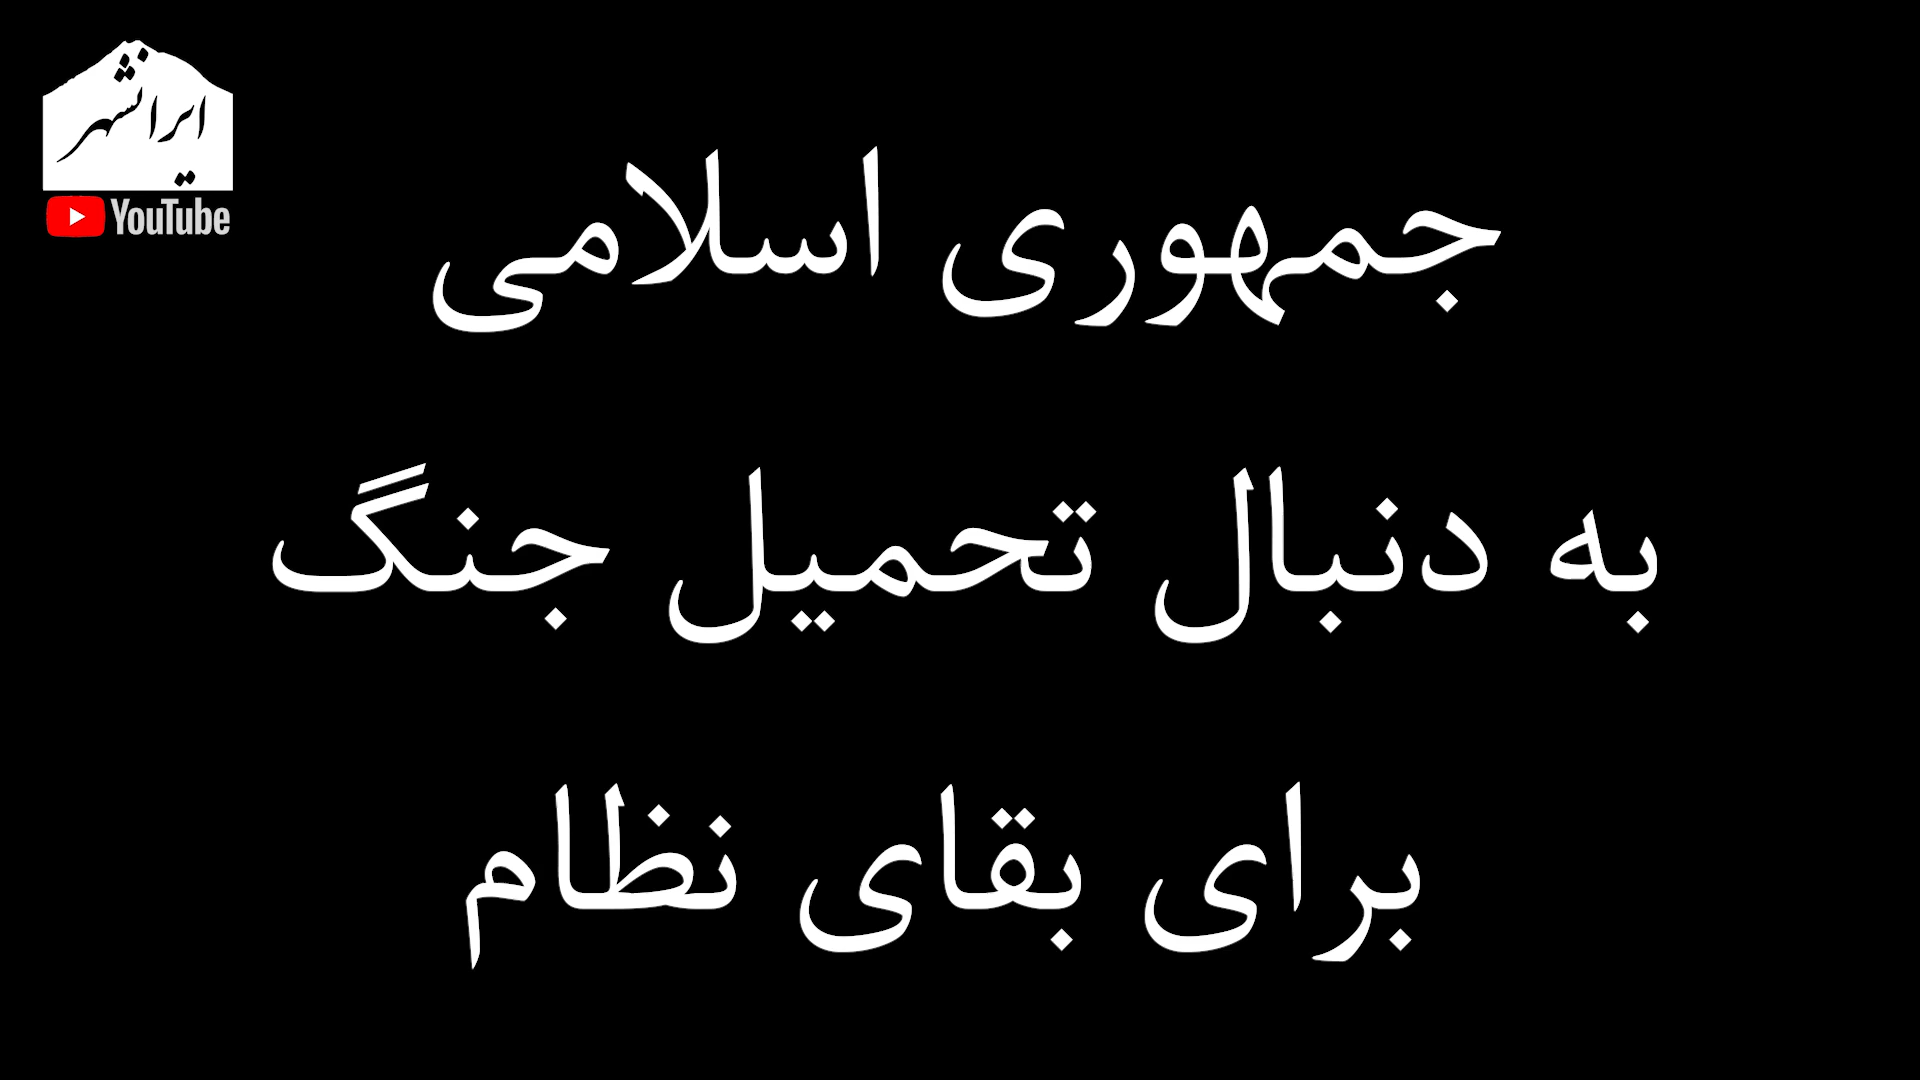 ایرانشهر
YouTube
جمهوری اسلامی
به دنبال تحمیل جنگ
برای بقای نظام